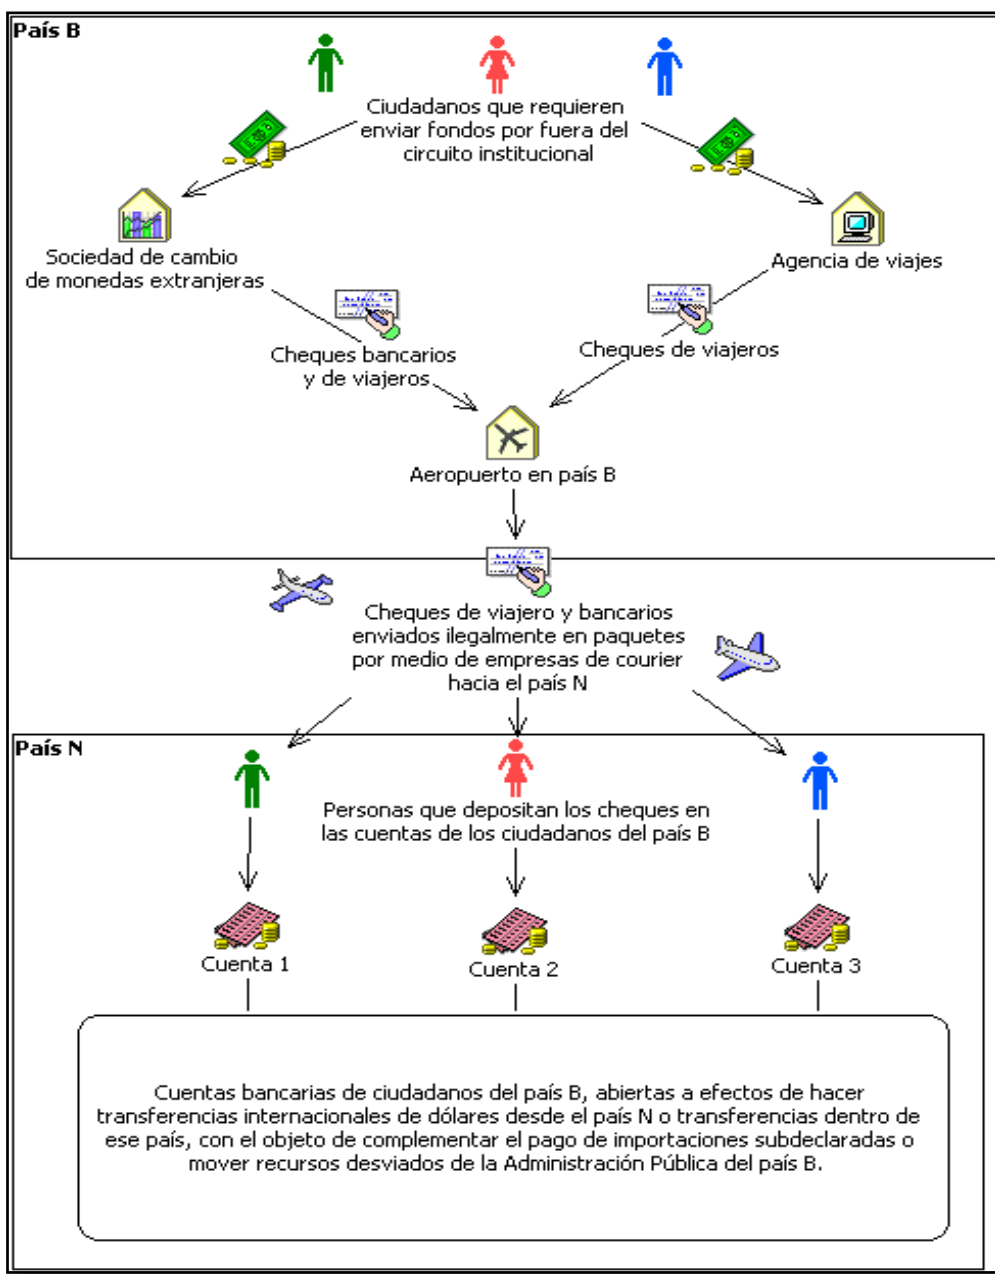 País B
Ciudadanos que requieren
enviar fondos por fuera del
circuito institucional
Sociedad de cambio
de monedas extranjeras
Agencia de viajes
Cheques bancarios
y de viajeros
Cheques de viajeros
Aeropuerto en país B
Cheques de viajero y bancarios
enviados ilegalmente en paquetes
por medio de empresas de courier
hacia el país N
País N
Personas que depositan los cheques en
las cuentas de los ciudadanos del país B
Cuenta 1
Cuenta 2
Cuenta 3
Cuentas bancarias de ciudadanos del país B, abiertas a efectos de hacer
transferencias internacionales de dólares desde el país N o transferencias dentro de
ese país, con el objeto de complementar el pago de importaciones subdeclaradas o
mover recursos desviados de la Administración Pública del país B.